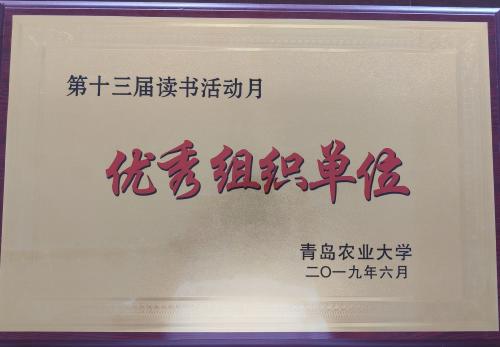 第十三届读书活动月
优秀组织单位
青岛农业大学
二〇一九年六月